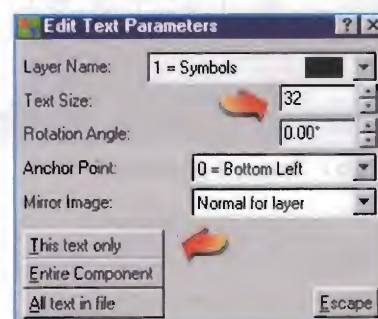 Edit Text Parameters ? X
Layer Name: 1 = Symbols
Text Size: 32
Rotation Angle: 0.00°
Anchor Point: 0 = Bottom Left
Mirror Image: Normal for layer
This text only
Entire Component
All text in file Escape